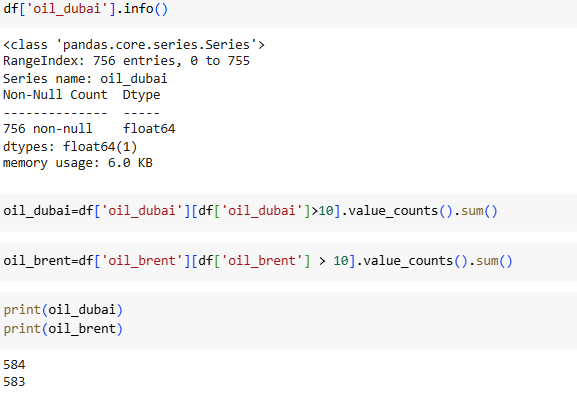 df['oil_dubai'].info()
<class 'pandas.core.series.Series'>
RangeIndex: 756 entries, 0 to 755
Series name: oil_dubai
Non-Null Count  Dtype
--------------  -----
756 non-null    float64
dtypes: float64(1)
memory usage: 6.0 KB
oil_dubai=df['oil_dubai'][df['oil_dubai']>10].value_counts().sum()
oil_brent=df['oil_brent'][df['oil_brent'] > 10].value_counts().sum()
print(oil_dubai)
print(oil_brent)
584
583